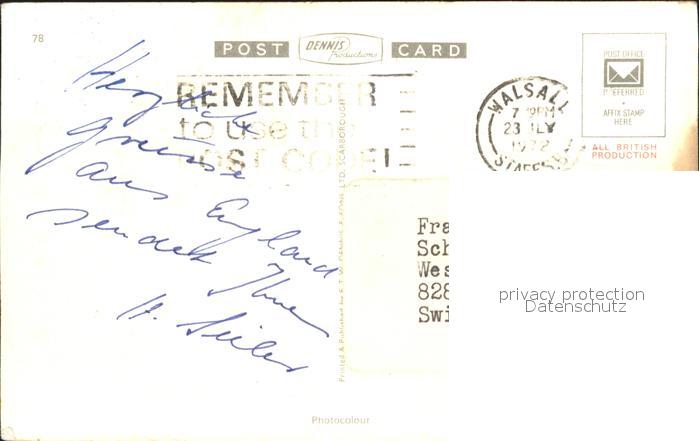 78
POST DENNIS Productions CARD
REMEMBER
to use the
POST CODE!
WALSALL
7 30PM
23 JLY
1972
STAFFS
POST OFFICE
PREFERRED
AFFIX STAMP
HERE
ALL BRITISH
PRODUCTION
Herzliche
Grüsse
aus England
sendet Ihnen
H.
Printed & Published by E.T.W. DENNIS & SONS LTD. SCARBOROUGH
Fra
Sch
Wes
828
Swi
privacy protection
Datenschutz
Photocolour